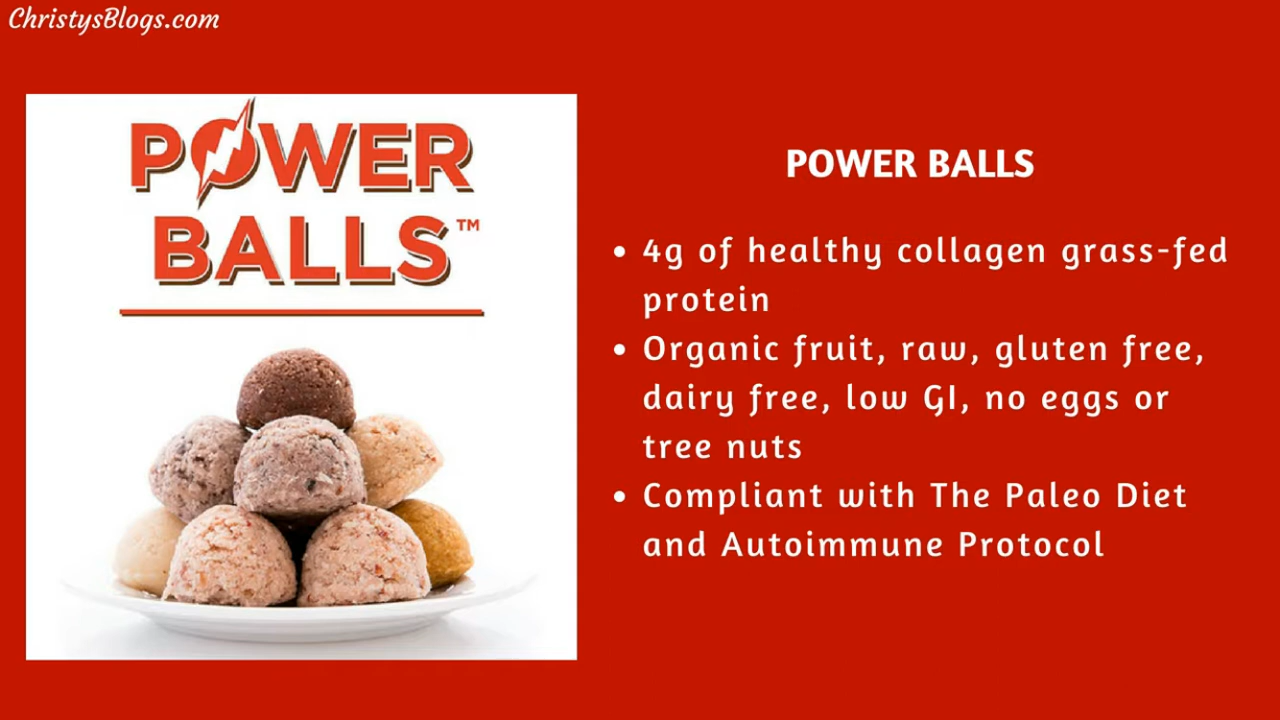 ChristysBlogs.com
POWER
BALLS™
POWER BALLS
• 4g of healthy collagen grass-fed
protein
• Organic fruit, raw, gluten free,
dairy free, low GI, no eggs or
tree nuts
• Compliant with The Paleo Diet
and Autoimmune Protocol